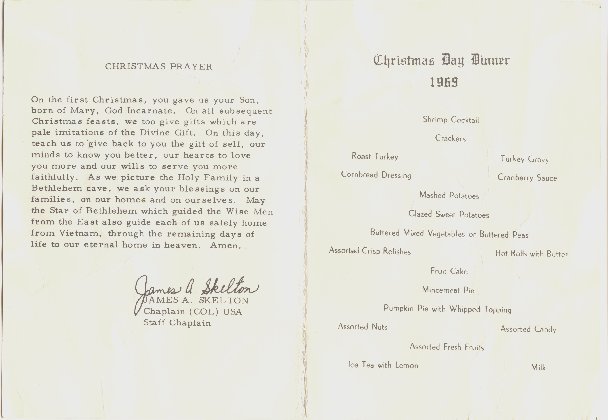 CHRISTMAS PRAYER
On the first Christmas, you gave us your Son,
born of Mary, God Incarnate. On all subsequent
Christmas feasts, we too give gifts which are
pale imitations of the Divine Gift. On this day,
teach us to give back to you the gift of self, our
minds to know you better, our hearts to love
you more and our wills to serve you more
faithfully. As we picture the Holy Family in a
Bethlehem cave, we ask your blessings on our
families, on our homes and on ourselves. May
the Star of Bethlehem which guided the Wise Men
from the East also guide each of us safely home
from Vietnam, through the remaining days of
life to our eternal home in heaven. Amen.
James A Skelton
JAMES A. SKELTON
Chaplain (COL) USA
Staff Chaplain
Christmas Day Dinner
1969
Shrimp Cocktail
Crackers
Roast Turkey Turkey Gravy
Cornbread Dressing Cranberry Sauce
Mashed Potatoes
Glazed Sweet Potatoes
Buttered Mixed Vegetables or Buttered Peas
Assorted Crisp Relishes Hot Rolls with Butter
Fruit Cake
Mincemeat Pie
Pumpkin Pie with Whipped Topping
Assorted Nuts Assorted Candy
Assorted Fresh Fruits
Ice Tea with Lemon Milk